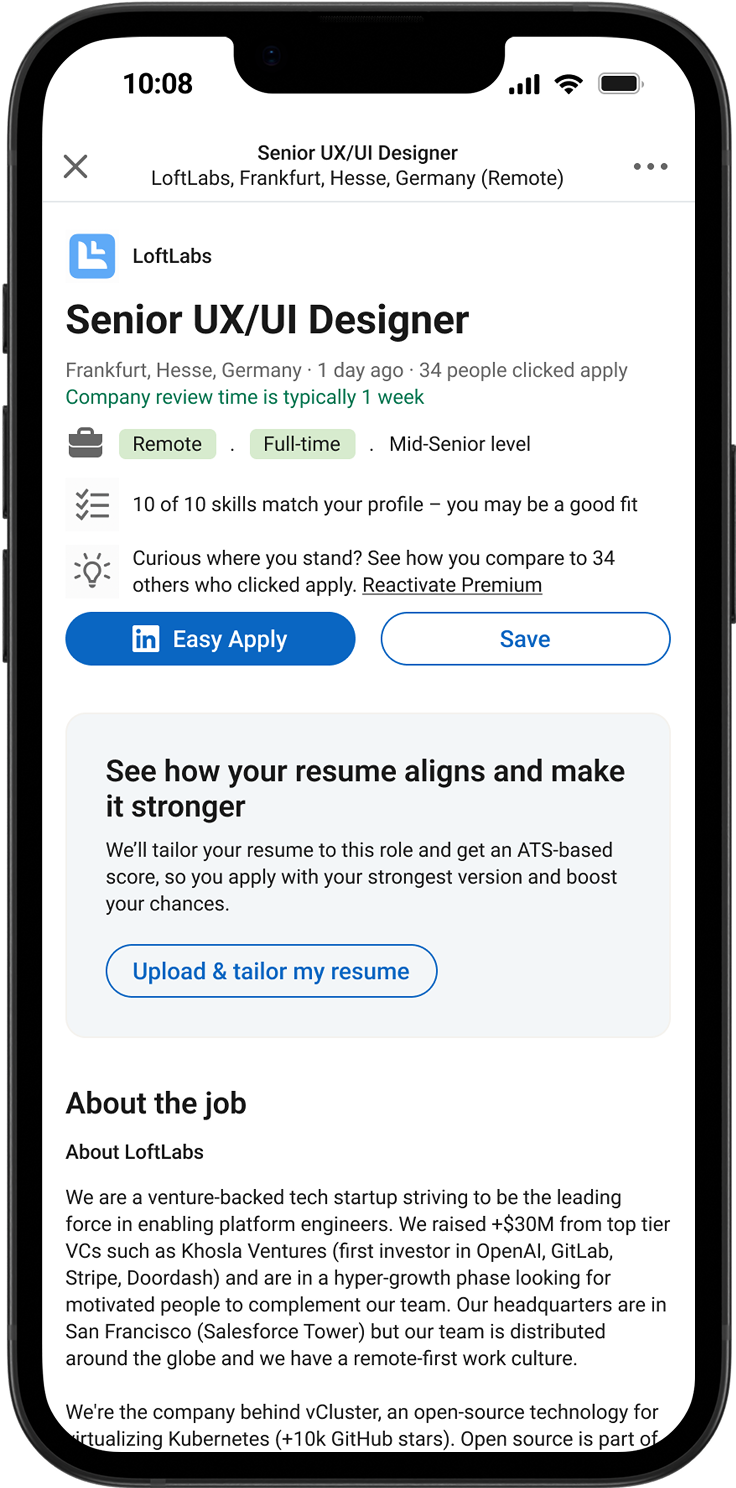 10:08
Senior UX/UI Designer
LoftLabs, Frankfurt, Hesse, Germany (Remote)
LoftLabs
Senior UX/UI Designer
Frankfurt, Hesse, Germany · 1 day ago · 34 people clicked apply
Company review time is typically 1 week
Remote . Full-time . Mid-Senior level
10 of 10 skills match your profile – you may be a good fit
Curious where you stand? See how you compare to 34
others who clicked apply. Reactivate Premium
in Easy Apply
Save
See how your resume aligns and make
it stronger
We’ll tailor your resume to this role and get an ATS-based
score, so you apply with your strongest version and boost
your chances.
Upload & tailor my resume
About the job
About LoftLabs
We are a venture-backed tech startup striving to be the leading
force in enabling platform engineers. We raised +$30M from top tier
VCs such as Khosla Ventures (first investor in OpenAI, GitLab,
Stripe, Doordash) and are in a hyper-growth phase looking for
motivated people to complement our team. Our headquarters are in
San Francisco (Salesforce Tower) but our team is distributed
around the globe and we have a remote-first work culture.
We're the company behind vCluster, an open-source technology for
virtualizing Kubernetes (+10k GitHub stars). Open source is part of